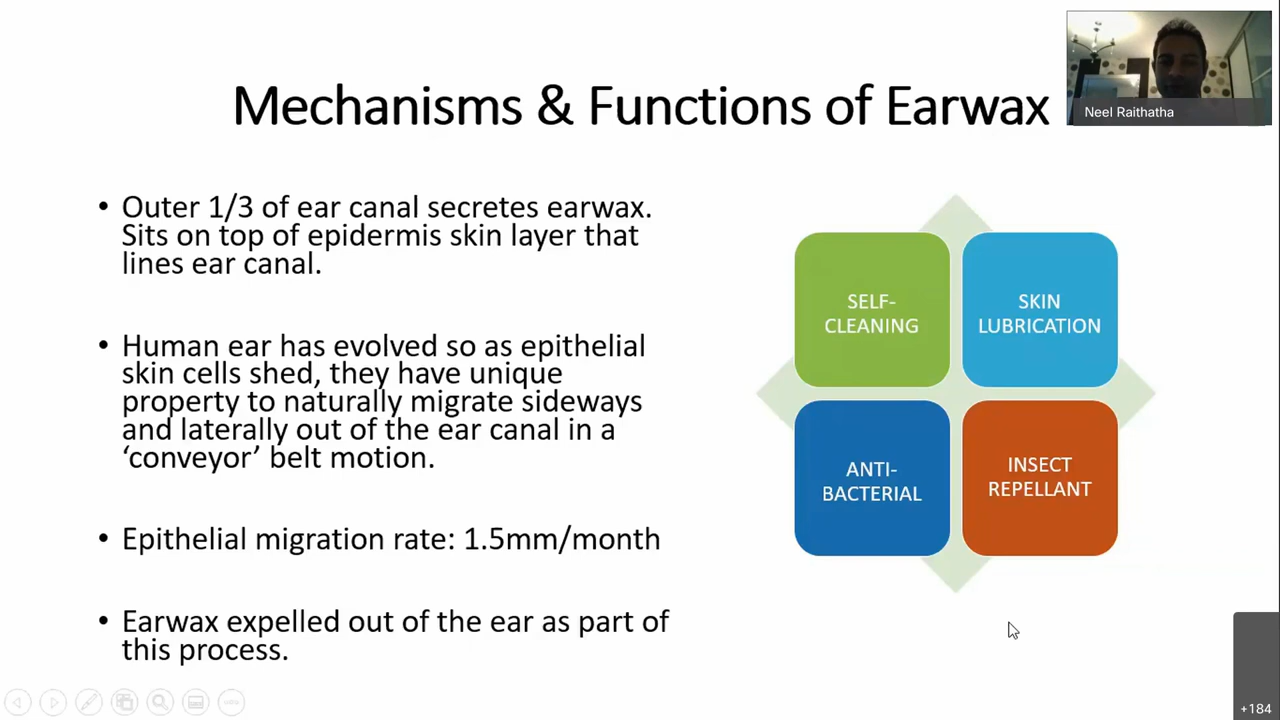 Mechanisms & Functions of Earwax
Neel Raithatha
• Outer 1/3 of ear canal secretes earwax.
Sits on top of epidermis skin layer that
lines ear canal.
• Human ear has evolved so as epithelial
skin cells shed, they have unique
property to naturally migrate sideways
and laterally out of the ear canal in a
‘conveyor’ belt motion.
• Epithelial migration rate: 1.5mm/month
• Earwax expelled out of the ear as part of
this process.
SELF-
CLEANING
SKIN
LUBRICATION
ANTI-
BACTERIAL
INSECT
REPELLANT
+184